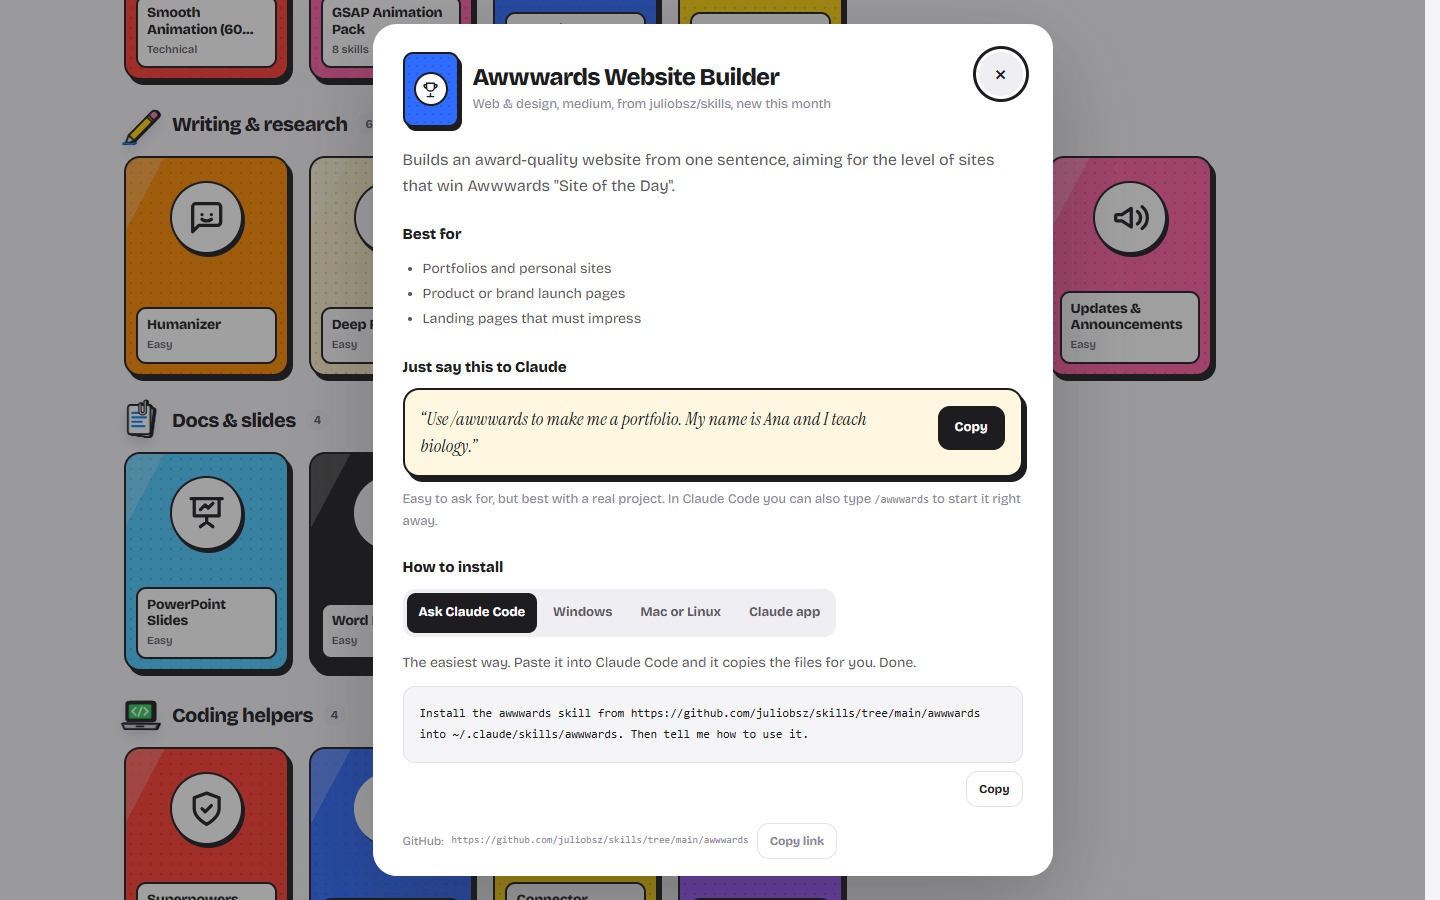 Smooth
Animation (60...
Technical
GSAP Animation
Pack
8 skills
Writing & research
6
Humanizer
Easy
Deep
Easy
Updates &
Announcements
Easy
Docs & slides 4
PowerPoint
Slides
Easy
Word
Easy
Coding helpers 4
Superpowers
Connector
Awwwards Website Builder
Web & design, medium, from juliobsz/skills, new this month
×
Builds an award-quality website from one sentence, aiming for the level of sites
that win Awwwards "Site of the Day".
Best for
• Portfolios and personal sites
• Product or brand launch pages
• Landing pages that must impress
Just say this to Claude
“Use /awwwards to make me a portfolio. My name is Ana and I teach
biology.”
Copy
Easy to ask for, but best with a real project. In Claude Code you can also type /awwwards to start it right
away.
How to install
Ask Claude Code Windows Mac or Linux Claude app
The easiest way. Paste it into Claude Code and it copies the files for you. Done.
Install the awwwards skill from https://github.com/juliobsz/skills/tree/main/awwwards
into ~/.claude/skills/awwwards. Then tell me how to use it.
Copy
GitHub: https://github.com/juliobsz/skills/tree/main/awwwards Copy link